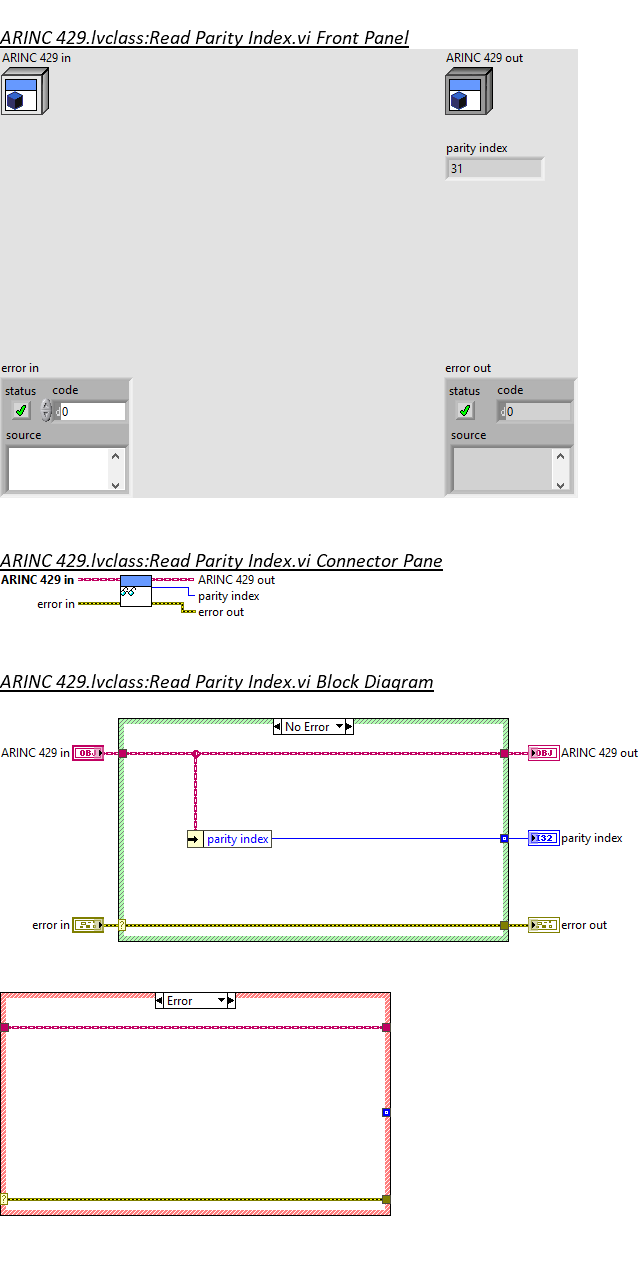 ARINC 429.lvclass:Read Parity Index.vi Front Panel
ARINC 429 in
ARINC 429 out
parity index
31
error in
error out
status code
status code
d 0
d 0
source
source
ARINC 429.lvclass:Read Parity Index.vi Connector Pane
ARINC 429 in
ARINC 429 out
parity index
error in
error out
ARINC 429.lvclass:Read Parity Index.vi Block Diagram
No Error
ARINC 429 in OBJ
OBJ ARINC 429 out
parity index
I32 parity index
error in
?
error out
Error
?